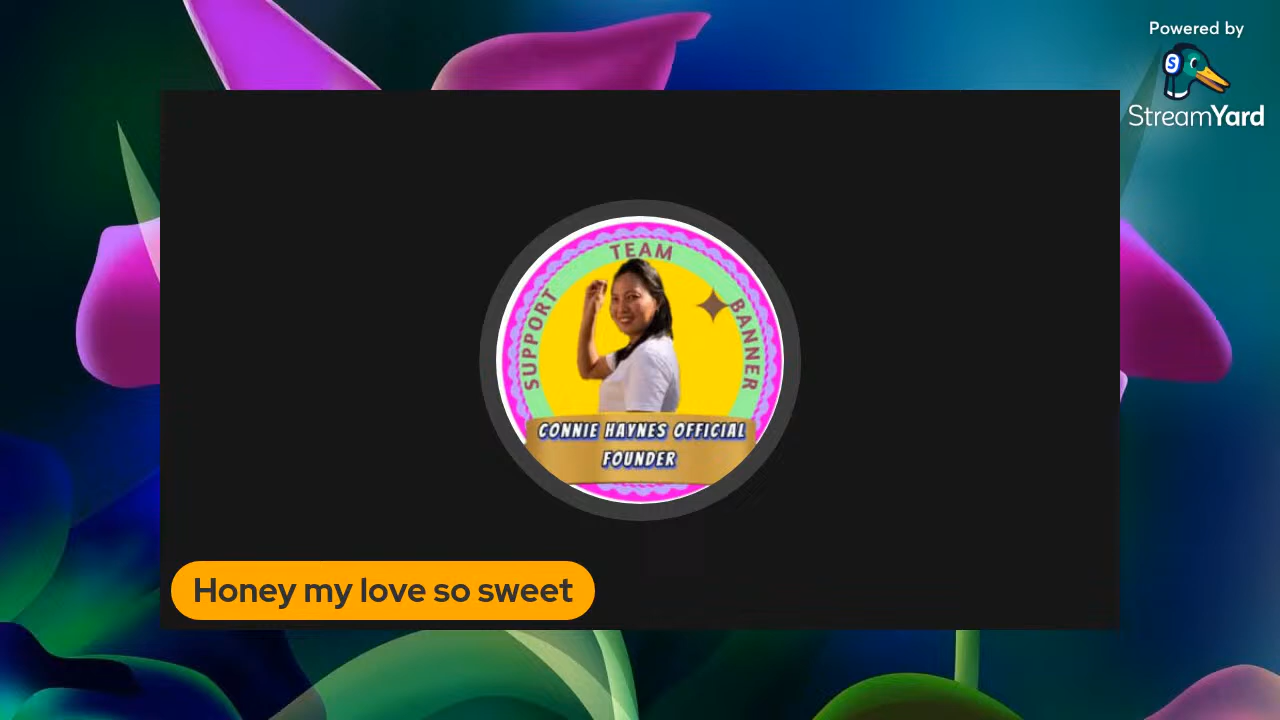 Powered by
S
StreamYard
TEAM
SUPPORT
BANNER
CONNIE HAYNES OFFICIAL
FOUNDER
Honey my love so sweet